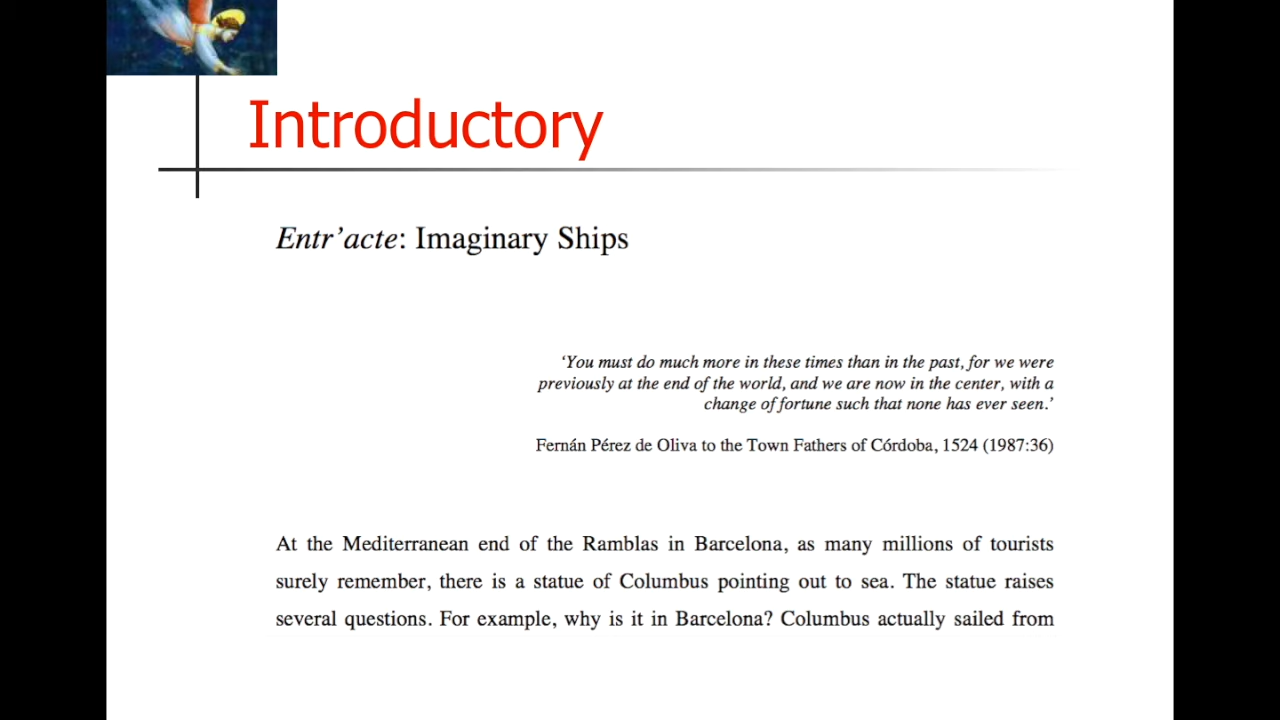 Introductory
Entr’acte: Imaginary Ships
‘You must do much more in these times than in the past, for we were
previously at the end of the world, and we are now in the center, with a
change of fortune such that none has ever seen.’
Fernán Pérez de Oliva to the Town Fathers of Córdoba, 1524 (1987:36)
At the Mediterranean end of the Ramblas in Barcelona, as many millions of tourists
surely remember, there is a statue of Columbus pointing out to sea. The statue raises
several questions. For example, why is it in Barcelona? Columbus actually sailed from